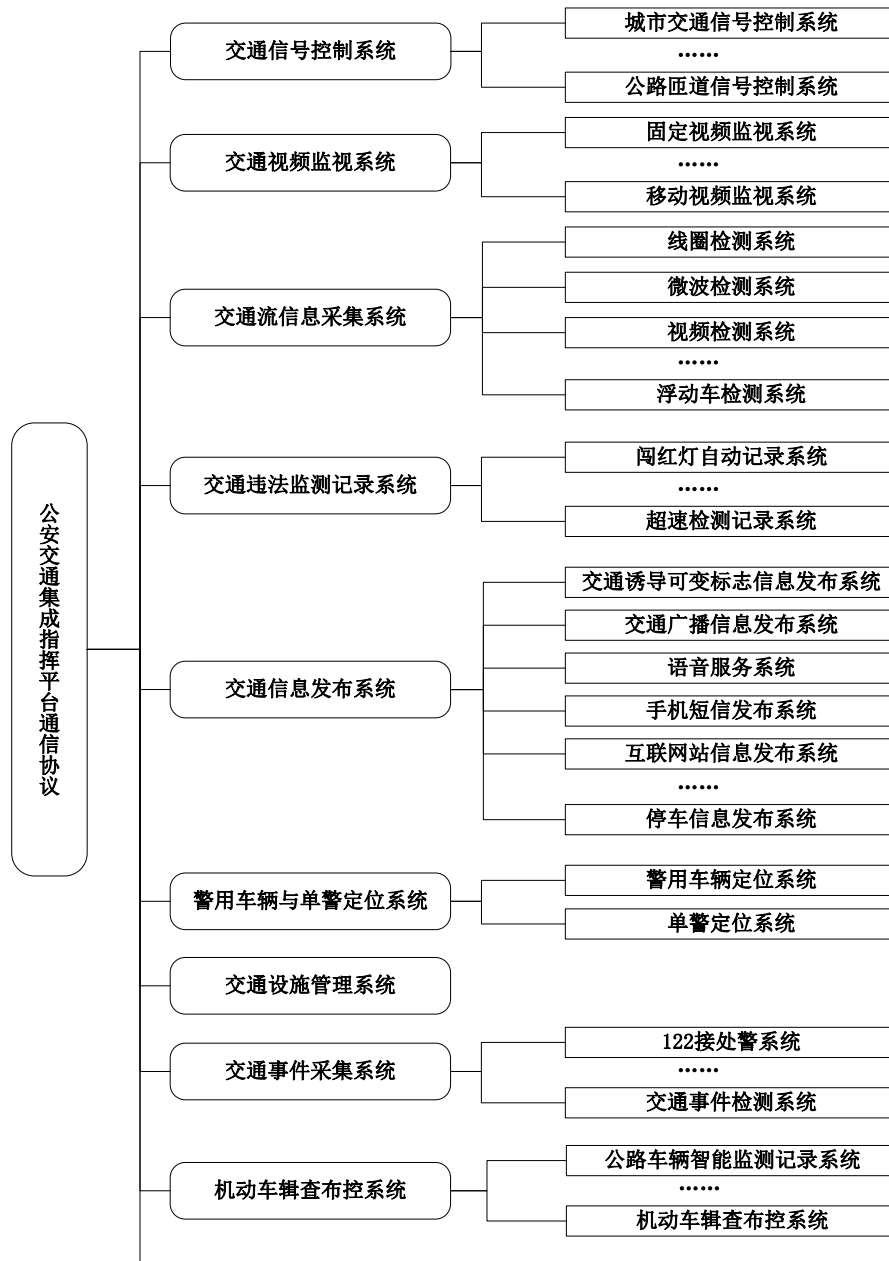 公安交通集成指挥平台通信协议
交通信号控制系统
城市交通信号控制系统
……
公路匝道信号控制系统
交通视频监视系统
固定视频监视系统
……
移动视频监视系统
交通流信息采集系统
线圈检测系统
微波检测系统
视频检测系统
……
浮动车检测系统
交通违法监测记录系统
闯红灯自动记录系统
……
超速检测记录系统
交通信息发布系统
交通诱导可变标志信息发布系统
交通广播信息发布系统
语音服务系统
手机短信发布系统
互联网站信息发布系统
……
停车信息发布系统
警用车辆与单警定位系统
警用车辆定位系统
单警定位系统
交通设施管理系统
交通事件采集系统
122接处警系统
……
交通事件检测系统
机动车辑查布控系统
公路车辆智能监测记录系统
……
机动车辑查布控系统